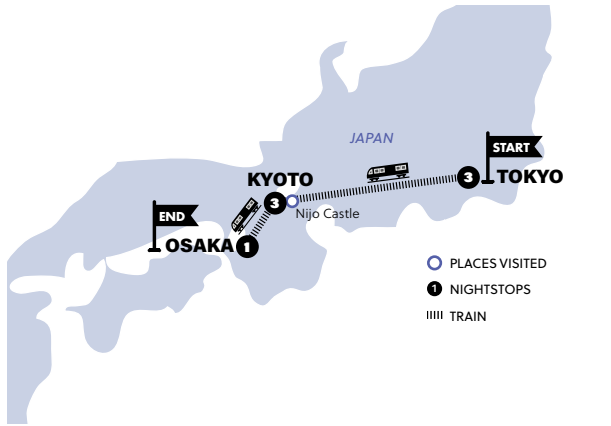 JAPAN
START
3
TOKYO
KYOTO
3
Nijo Castle
END
OSAKA
1
PLACES VISITED
1 NIGHTSTOPS
TRAIN